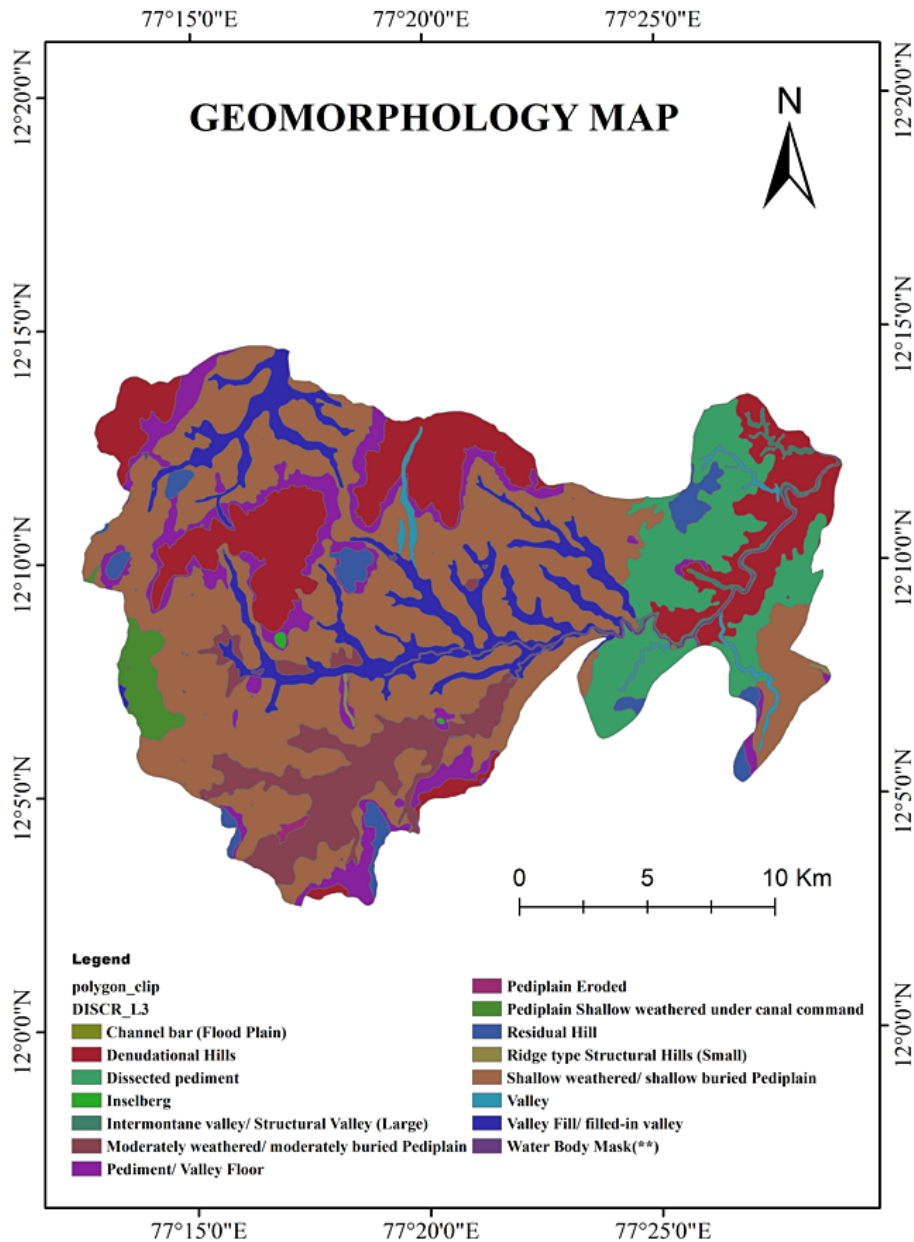 77°15'0"E 77°20'0"E 77°25'0"E
12°20'0"N 12°20'0"N
GEOMORPHOLOGY MAP
N
12°15'0"N 12°15'0"N
12°10'0"N 12°10'0"N
12°5'0"N 12°5'0"N
0 5 10 Km
Legend
polygon_clip
DISCR_L3
Channel bar (Flood Plain)
Denudational Hills
Dissected pediment
Inselberg
Intermontane valley/ Structural Valley (Large)
Moderately weathered/ moderately buried Pediplain
Pediment/ Valley Floor
Pediplain Eroded
Pediplain Shallow weathered under canal command
Residual Hill
Ridge type Structural Hills (Small)
Shallow weathered/ shallow buried Pediplain
Valley
Valley Fill/ filled-in valley
Water Body Mask(**)
12°0'0"N 12°0'0"N
77°15'0"E 77°20'0"E 77°25'0"E